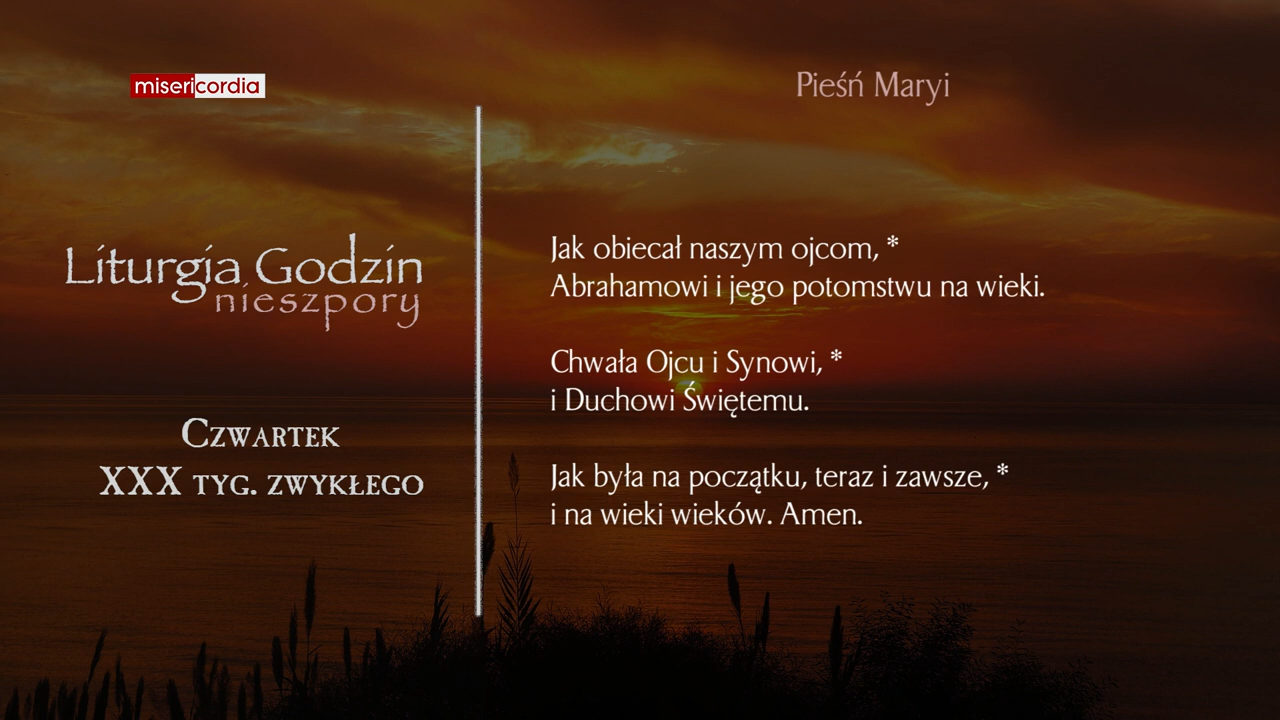 misericordia
Liturgia Godzin
nieszpory
Czwartek
XXX tyg. zwykłego
Pieśń Maryi
Jak obiecał naszym ojcom, *
Abrahamowi i jego potomstwu na wieki.
Chwała Ojcu i Synowi, *
i Duchowi Świętemu.
Jak była na początku, teraz i zawsze, *
i na wieki wieków. Amen.